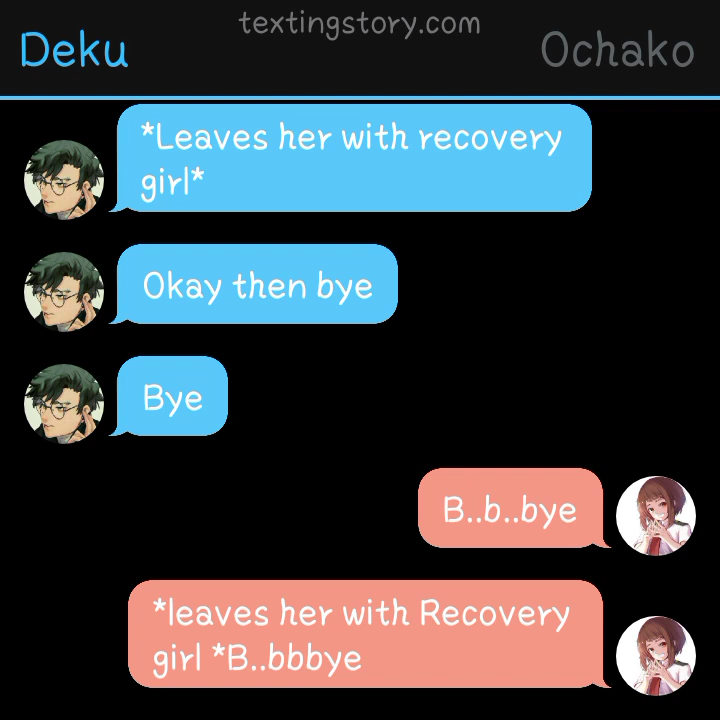 textingstory.com
Deku
Ochako
*Leaves her with recovery
girl*
Okay then bye
Bye
B..b..bye
*leaves her with Recovery
girl *B..bbbye